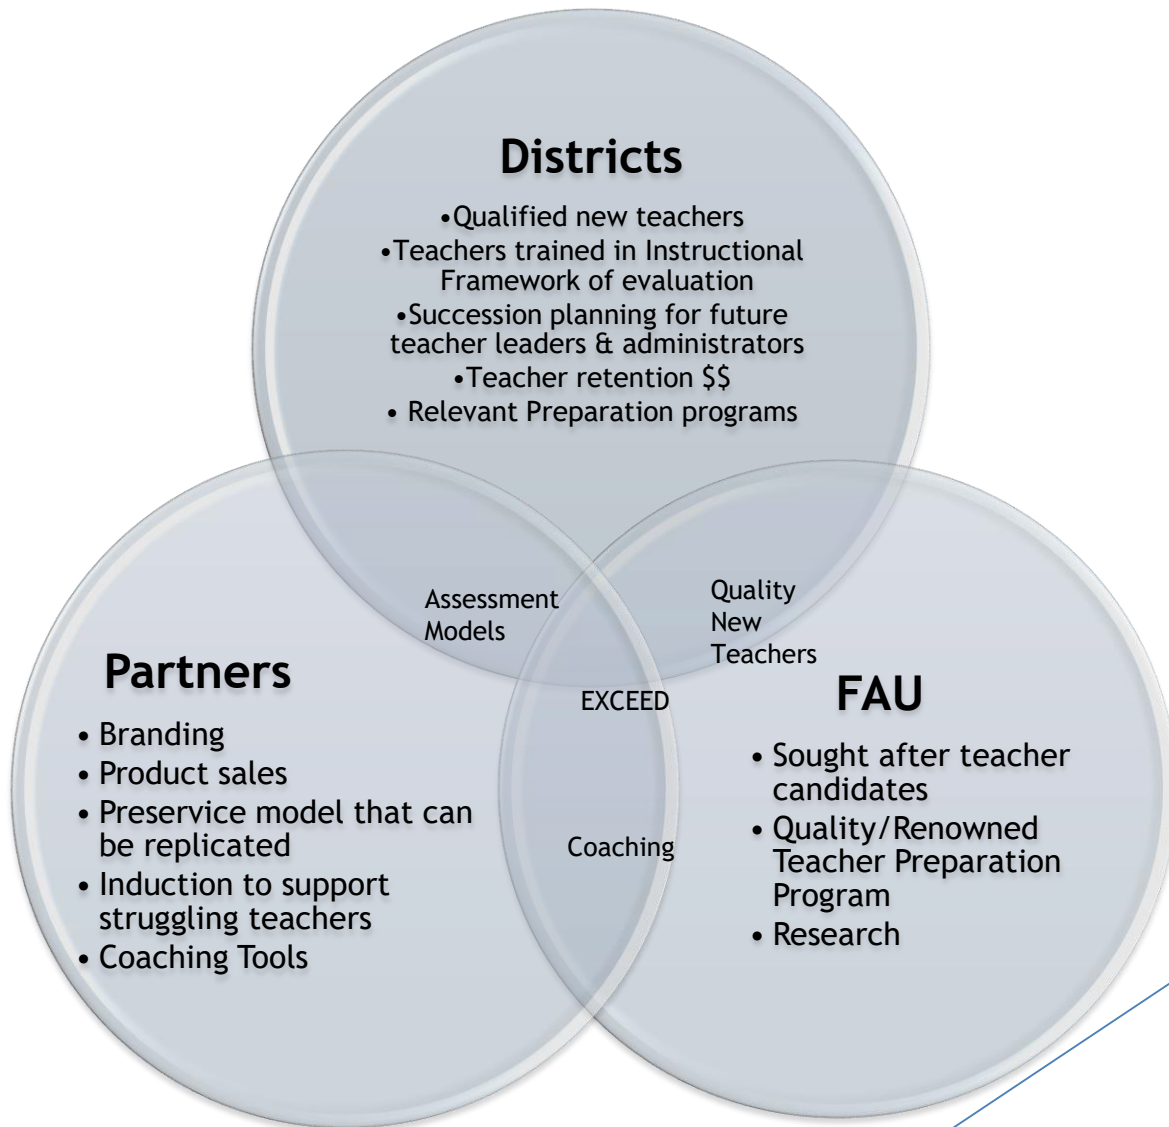 Districts
•Qualified new teachers
•Teachers trained in Instructional
Framework of evaluation
•Succession planning for future
teacher leaders & administrators
•Teacher retention $$
• Relevant Preparation programs
Assessment
Models
Quality
New
Teachers
EXCEED
Coaching
Partners
• Branding
• Product sales
• Preservice model that can
be replicated
• Induction to support
struggling teachers
• Coaching Tools
FAU
• Sought after teacher
candidates
• Quality/Renowned
Teacher Preparation
Program
• Research